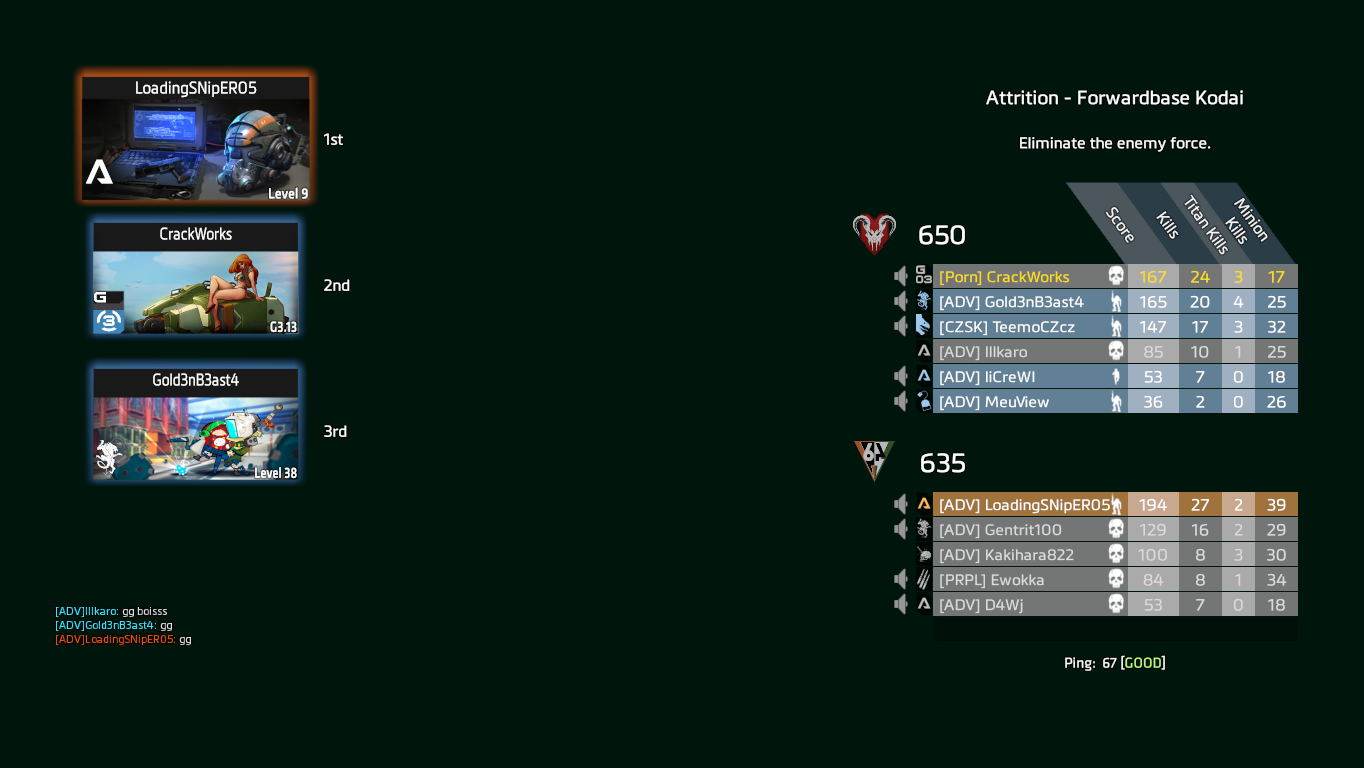 LoadingSNipER05
Level 9
1st
CrackWorks
G
3
G3.13
2nd
Gold3nB3ast4
Level 38
3rd
[ADV]Illkaro: gg boisss
[ADV]Gold3nB3ast4: gg
[ADV]LoadingSNipER05: gg
Attrition - Forwardbase Kodai
Eliminate the enemy force.
Score Kills Titan Kills Minion Kills
650
G 03 [Porn] CrackWorks 167 24 3 17
[ADV] Gold3nB3ast4 165 20 4 25
[CZSK] TeemoCZcz 147 17 3 32
[ADV] Illkaro 85 10 1 25
[ADV] liCreWl 53 7 0 18
[ADV] MeuView 36 2 0 26
635
[ADV] LoadingSNipER05 194 27 2 39
[ADV] Gentrit100 129 16 2 29
[ADV] Kakihara822 100 8 3 30
[PRPL] Ewokka 84 8 1 34
[ADV] D4Wj 53 7 0 18
Ping: 67 [GOOD]